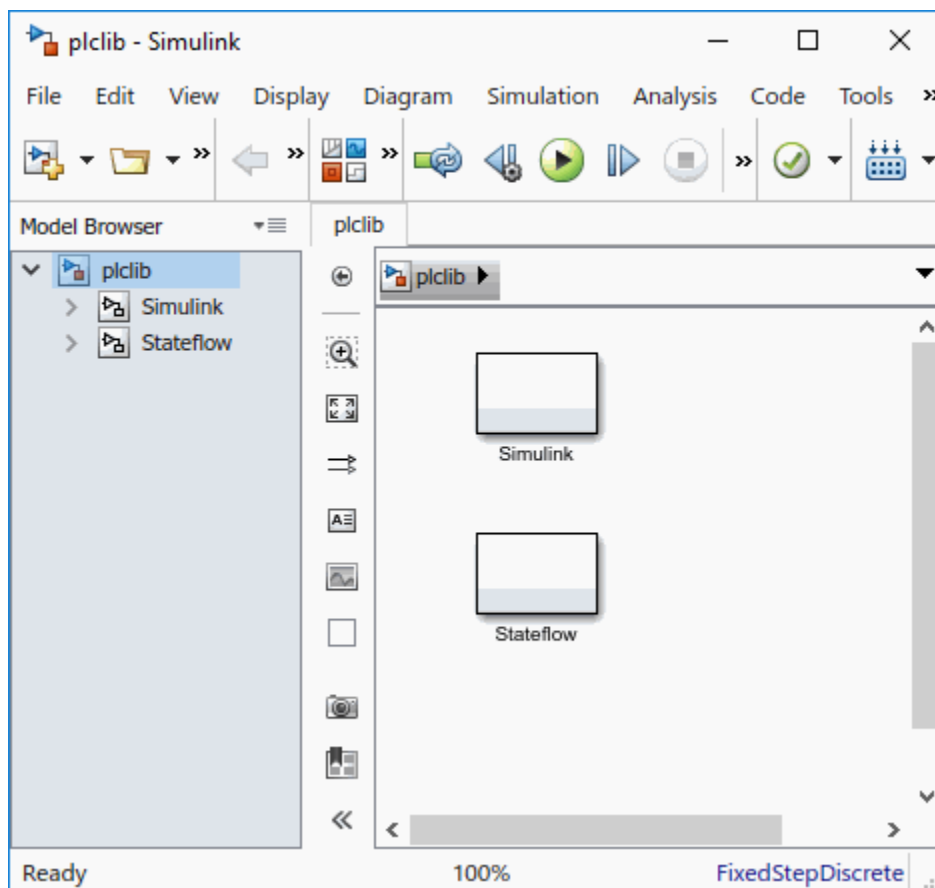 plclib - Simulink
File Edit View Display Diagram Simulation Analysis Code Tools »
Model Browser plclib
plclib plclib
Simulink
Stateflow
Simulink
Stateflow
Ready 100% FixedStepDiscrete